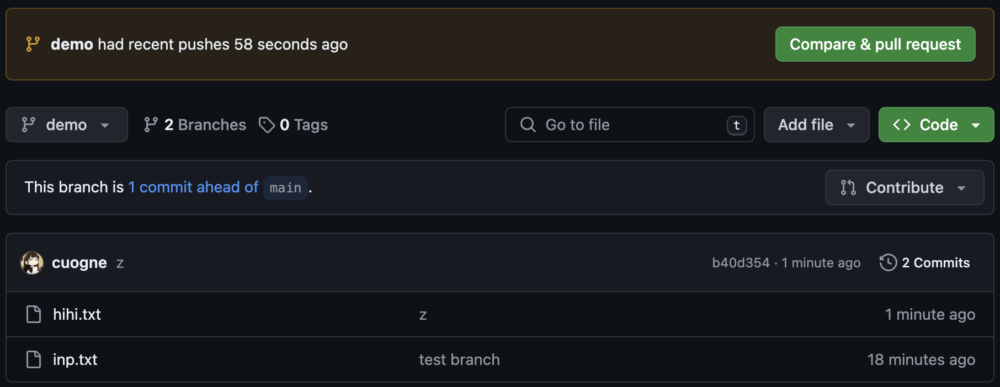 demo had recent pushes 58 seconds ago
Compare & pull request
demo
2 Branches
0 Tags
Go to file
t
Add file
Code
This branch is 1 commit ahead of main .
Contribute
cuogne z
b40d354 · 1 minute ago
2 Commits
hihi.txt z 1 minute ago
inp.txt test branch 18 minutes ago